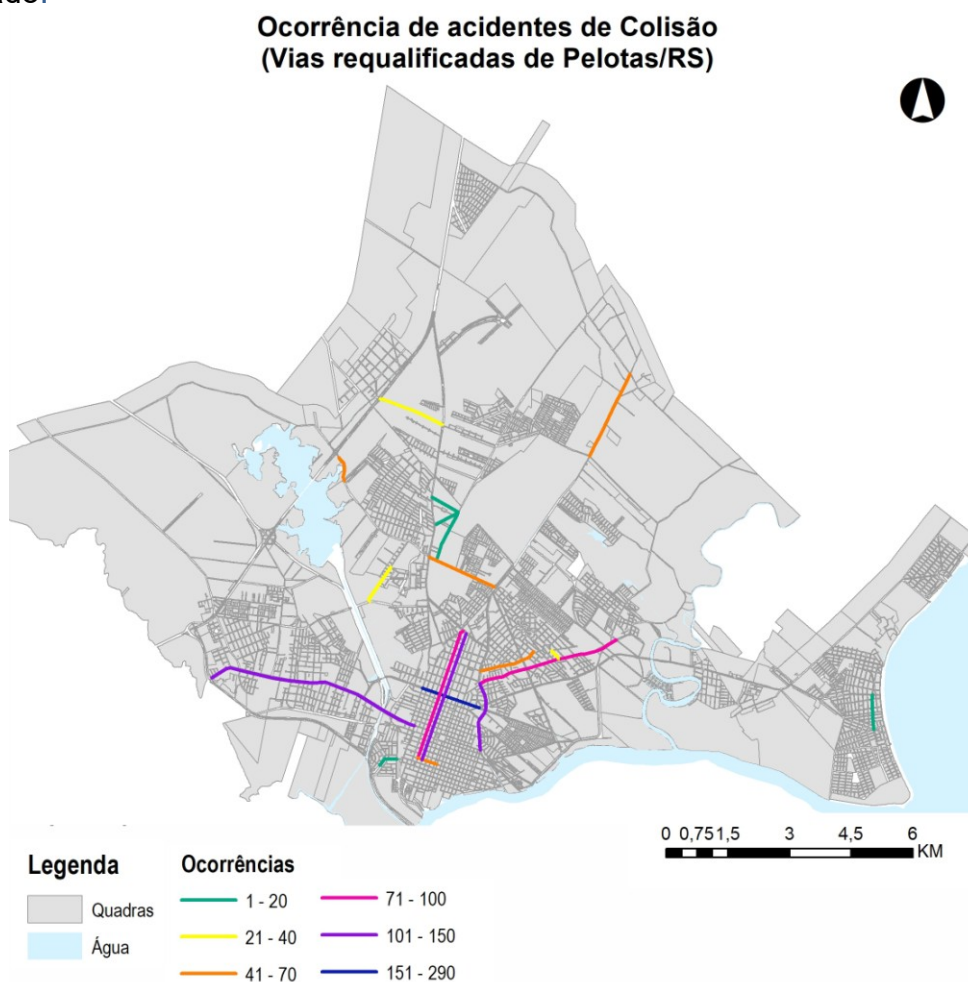 Ocorrência de acidentes de Colisão
(Vias requalificadas de Pelotas/RS)
0 0,75 1,5 3 4,5 6
KM
Legenda
Quadras
Água
Ocorrências
1 - 20
21 - 40
41 - 70
71 - 100
101 - 150
151 - 290